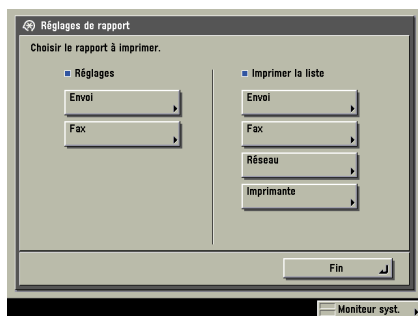 Réglages de rapport
Choisir le rapport à imprimer.
Réglages
Envoi
Fax
Imprimer la liste
Envoi
Fax
Réseau
Imprimante
Fin
Moniteur syst.